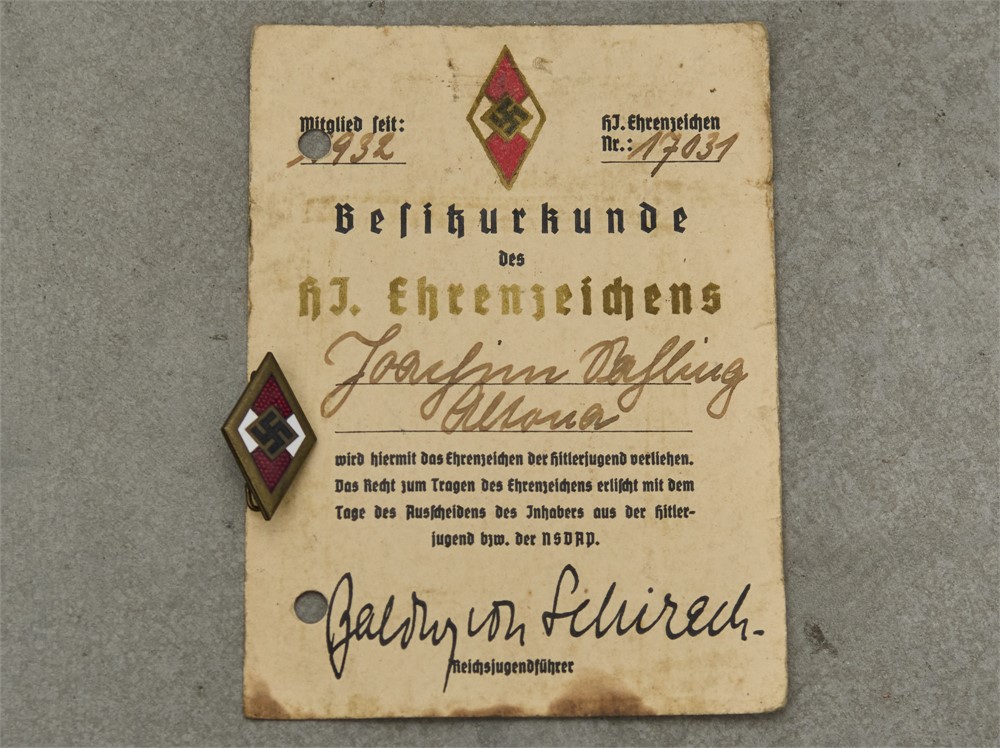 Mitglied seit:
1932
HJ. Ehrenzeichen
Nr.: 17031
Besitzurkunde
des
HJ. Ehrenzeichens
Joachim Dahling
Altona
wird hiermit das Ehrenzeichen der Hitlerjugend verliehen.
Das Recht zum Tragen des Ehrenzeichens erlischt mit dem
Tage des Ausscheidens des Inhabers aus der Hitler-
jugend bzw. der NSDAP.
Baldur von Schirach.
Reichsjugendführer